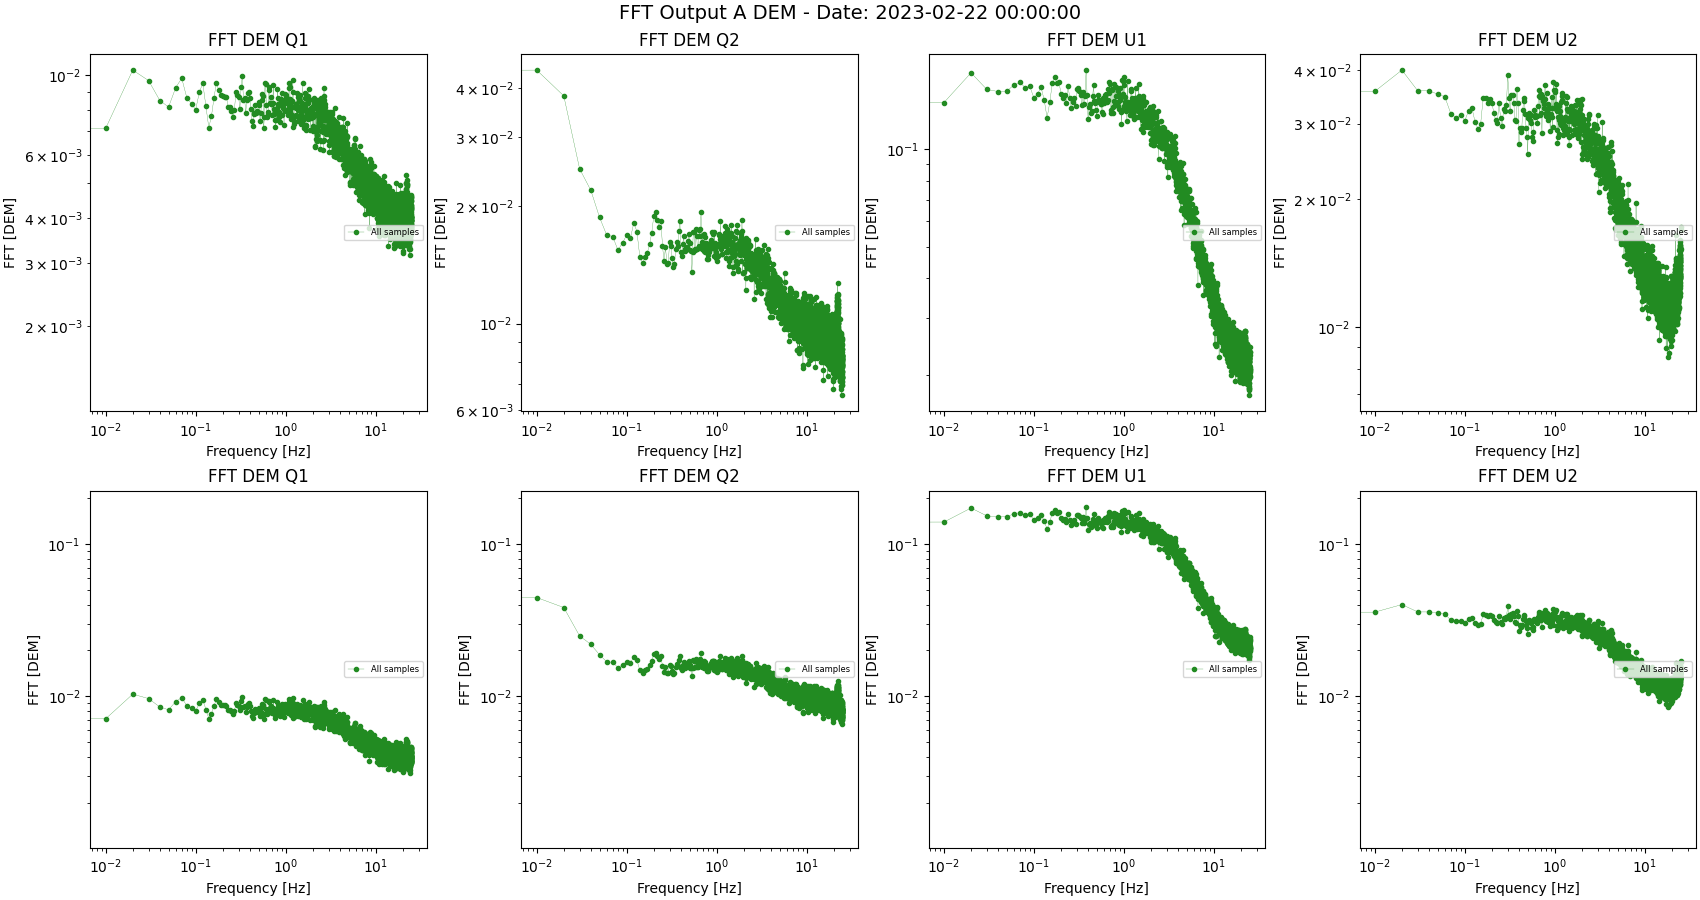 FFT Output A DEM - Date: 2023-02-22 00:00:00
FFT DEM Q1
FFT [DEM]
10⁻²
6 × 10⁻³
4 × 10⁻³
3 × 10⁻³
2 × 10⁻³
All samples
10⁻² 10⁻¹ 10⁰ 10¹
Frequency [Hz]
FFT DEM Q2
FFT [DEM]
4 × 10⁻²
3 × 10⁻²
2 × 10⁻²
10⁻²
6 × 10⁻³
All samples
10⁻² 10⁻¹ 10⁰ 10¹
Frequency [Hz]
FFT DEM U1
FFT [DEM]
10⁻¹
All samples
10⁻² 10⁻¹ 10⁰ 10¹
Frequency [Hz]
FFT DEM U2
FFT [DEM]
4 × 10⁻²
3 × 10⁻²
2 × 10⁻²
10⁻²
All samples
10⁻² 10⁻¹ 10⁰ 10¹
Frequency [Hz]
FFT DEM Q1
FFT [DEM]
10⁻¹
10⁻²
All samples
10⁻² 10⁻¹ 10⁰ 10¹
Frequency [Hz]
FFT DEM Q2
FFT [DEM]
10⁻¹
10⁻²
All samples
10⁻² 10⁻¹ 10⁰ 10¹
Frequency [Hz]
FFT DEM U1
FFT [DEM]
10⁻¹
10⁻²
All samples
10⁻² 10⁻¹ 10⁰ 10¹
Frequency [Hz]
FFT DEM U2
FFT [DEM]
10⁻¹
10⁻²
All samples
10⁻² 10⁻¹ 10⁰ 10¹
Frequency [Hz]